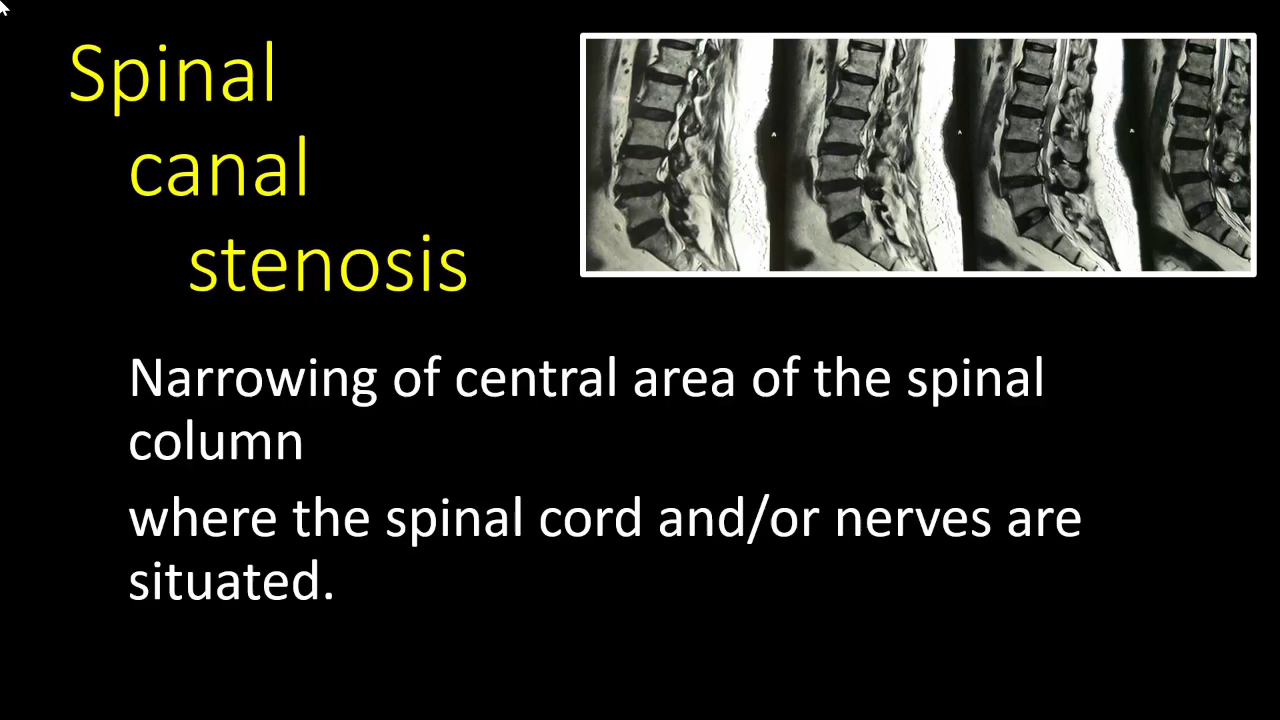 Spinal
canal
stenosis
Narrowing of central area of the spinal
column
where the spinal cord and/or nerves are
situated.